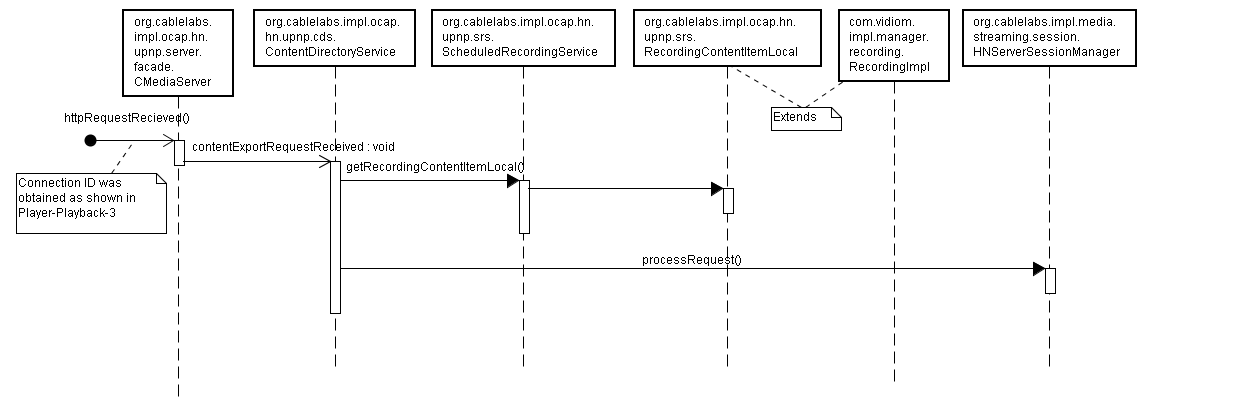 org.cablelabs.
impl.ocap.hn.
upnp.server.
facade.
CMediaServer
org.cablelabs.impl.ocap.
hn.upnp.cds.
ContentDirectoryService
org.cablelabs.impl.ocap.hn.
upnp.srs.
ScheduledRecordingService
org.cablelabs.impl.ocap.hn.
upnp.srs.
RecordingContentItemLocal
com.vidiom.
impl.manager.
recording.
RecordingImpl
org.cablelabs.impl.media.
streaming.session.
HNServerSessionManager
Extends
httpRequestRecieved()
contentExportRequestReceived : void
getRecordingContentItemLocal()
Connection ID was
obtained as shown in
Player-Playback-3
processRequest()